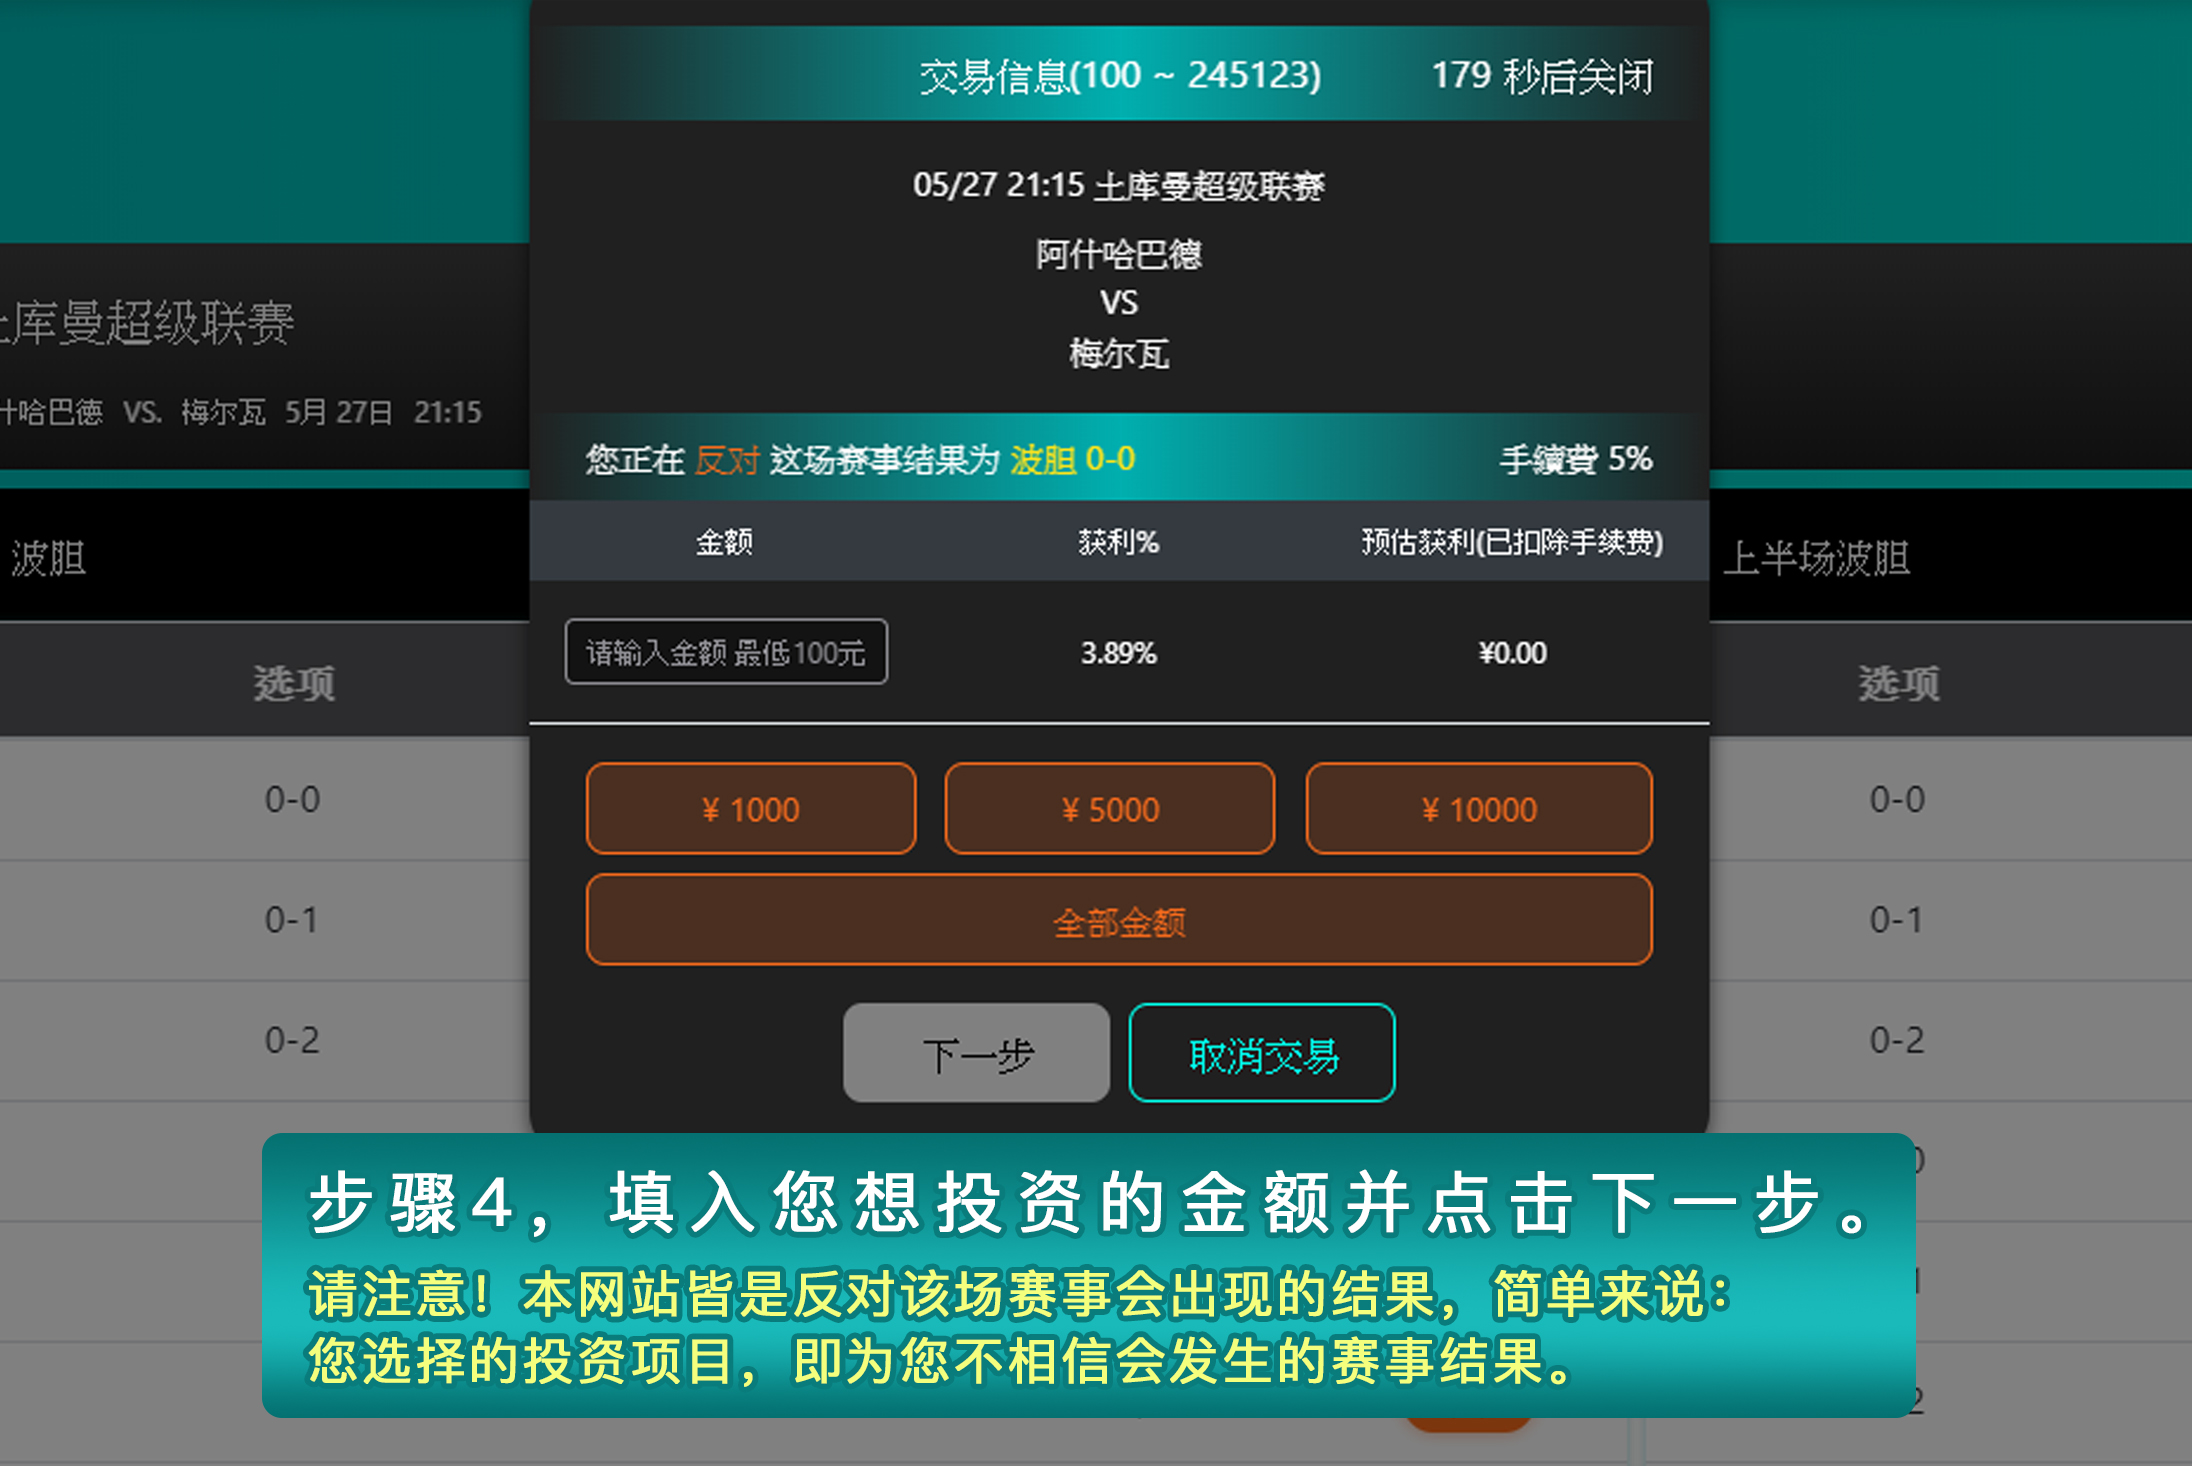 交易信息(100 ~ 245123) 179 秒后关闭
05/27 21:15 土库曼超级联赛
阿什哈巴德
VS
梅尔瓦
库曼超级联赛
什哈巴德 VS. 梅尔瓦 5月 27日 21:15
您正在 反对 这场赛事结果为 波胆 0-0 手續費 5%
金额 获利% 预估获利(已扣除手续费)
波胆 上半场波胆
请输入金额 最低100元 3.89% ¥0.00
选项 选项
¥ 1000 ¥ 5000 ¥ 10000
0-0 0-0
全部金额
0-1 0-1
下一步 取消交易
0-2 0-2
步骤4，填入您想投资的金额并点击下一步。
请注意！本网站皆是反对该场赛事会出现的结果，简单来说：
您选择的投资项目，即为您不相信会发生的赛事结果。